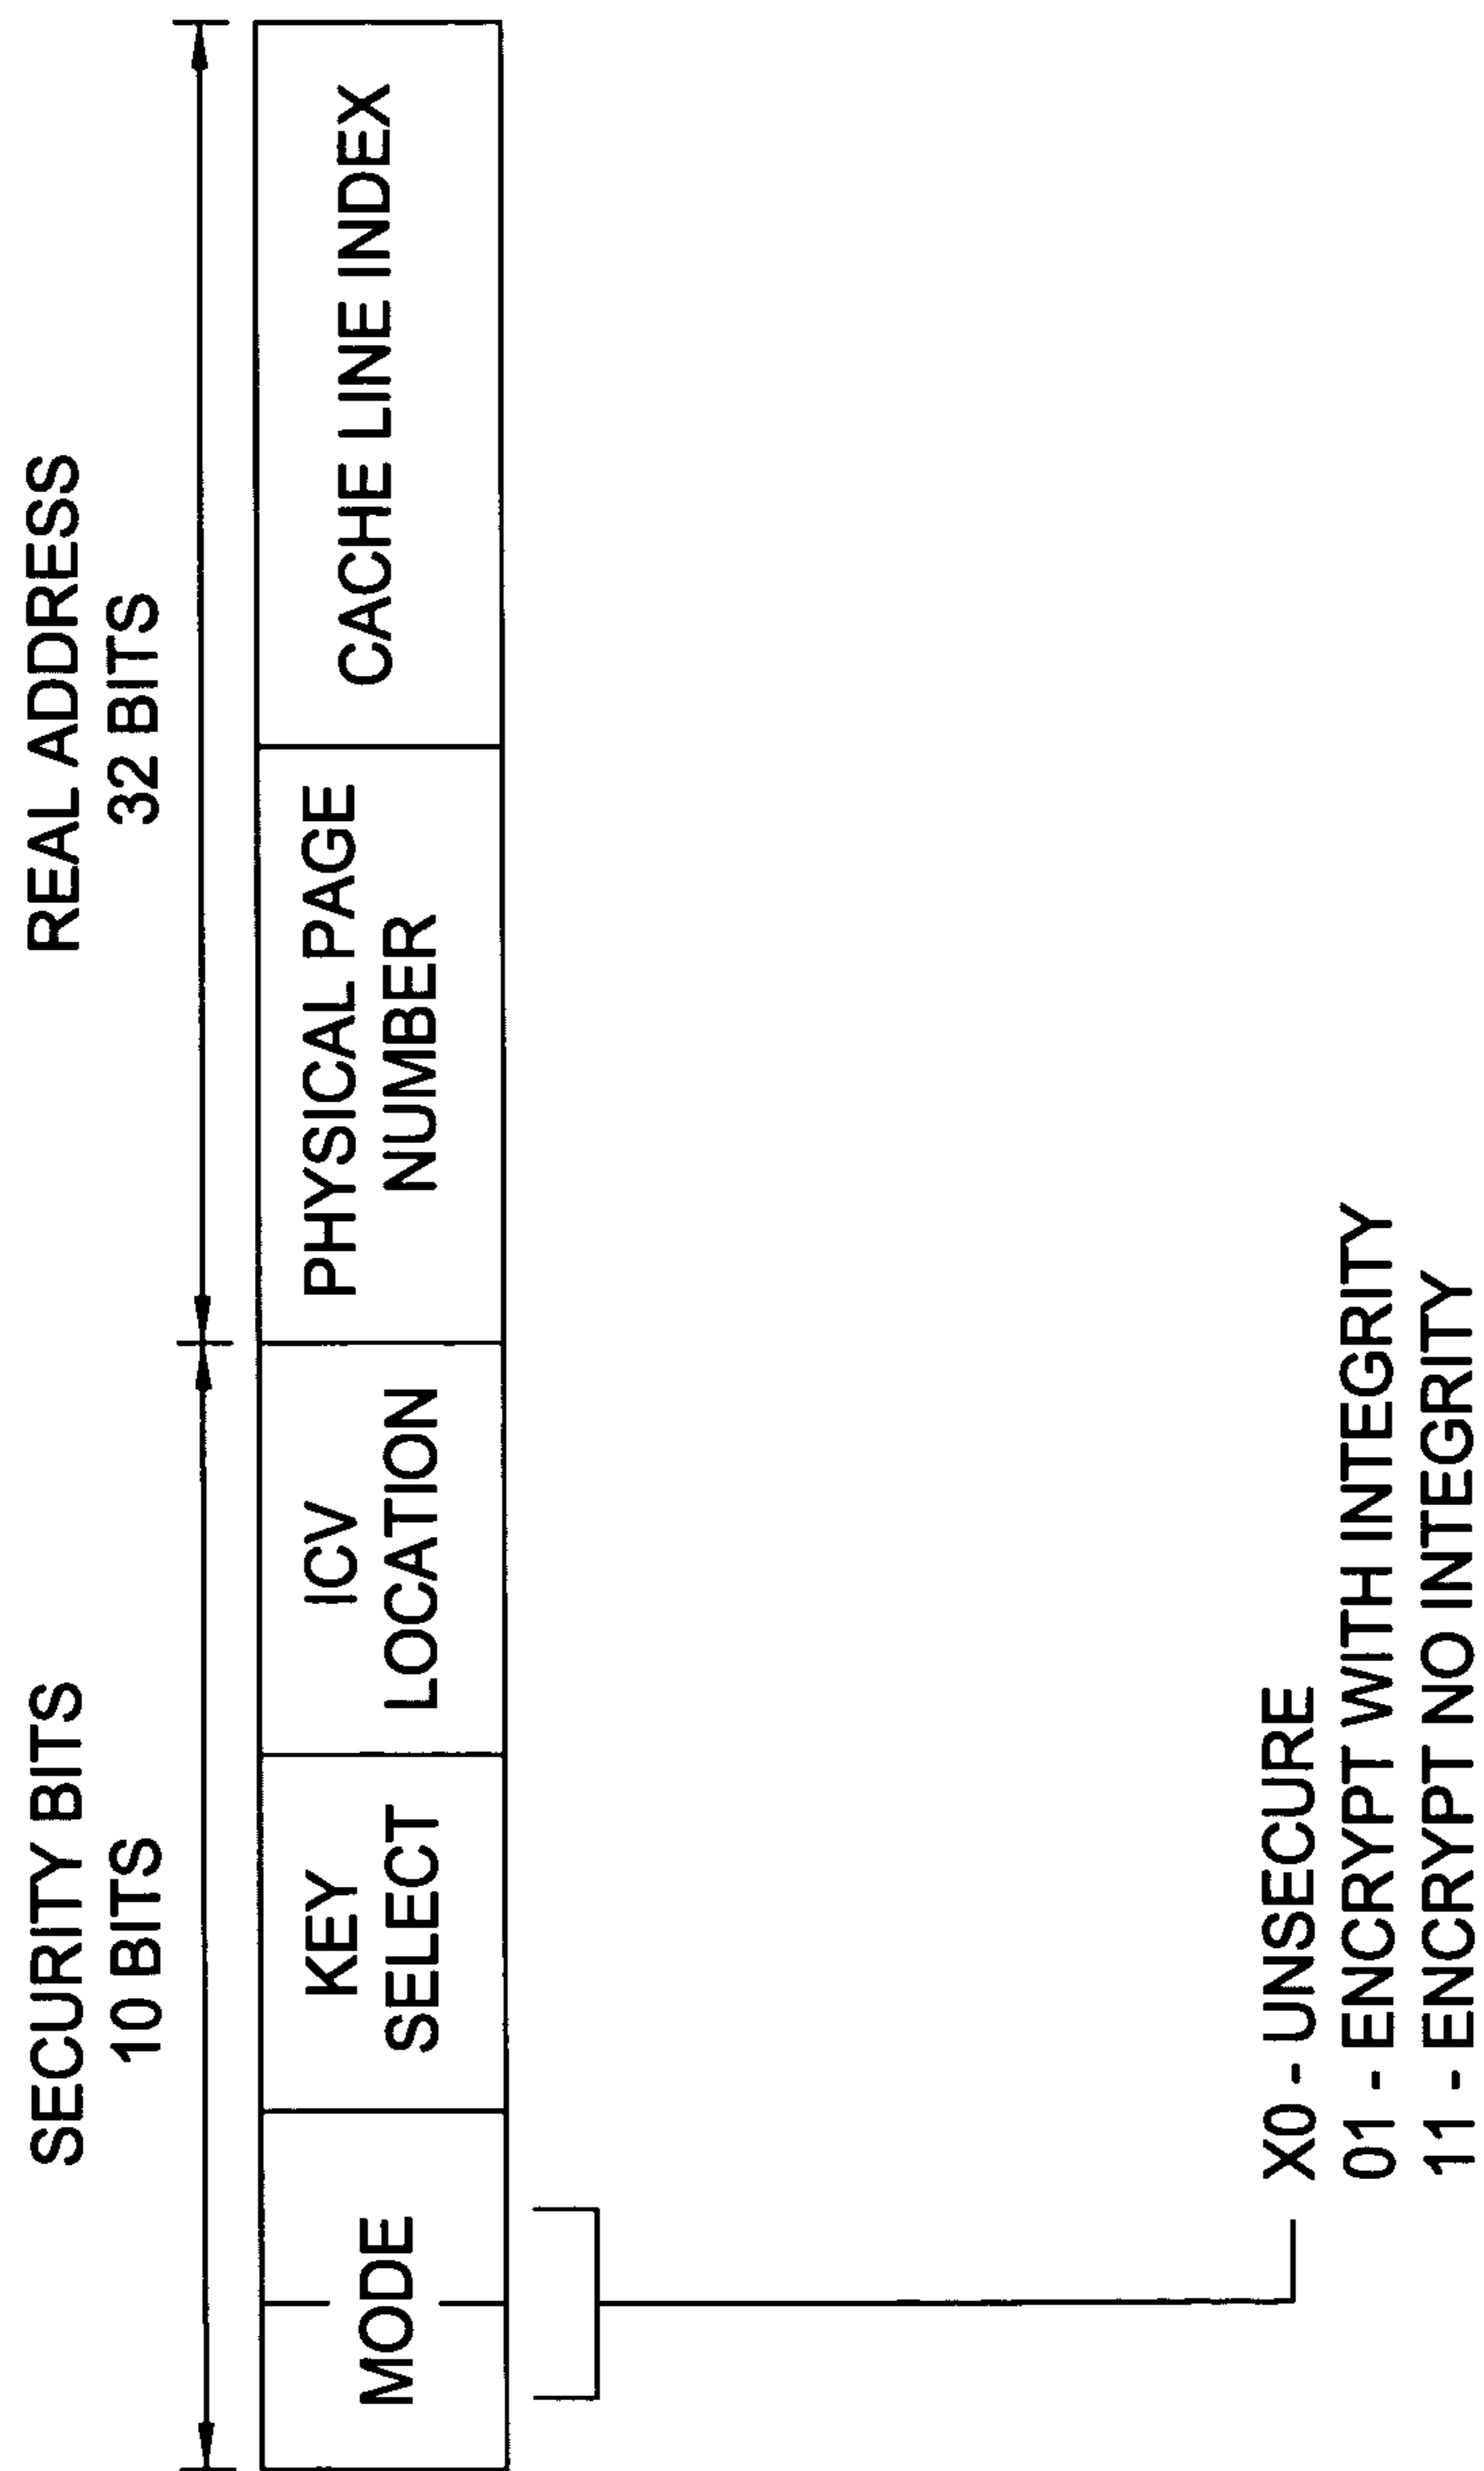 SECURITY BITS
10 BITS
REAL ADDRESS
32 BITS
MODE
KEY
SELECT
ICV
LOCATION
PHYSICAL PAGE
NUMBER
CACHE LINE INDEX
X0 - UNSECURE
01 - ENCRYPT WITH INTEGRITY
11 - ENCRYPT NO INTEGRITY